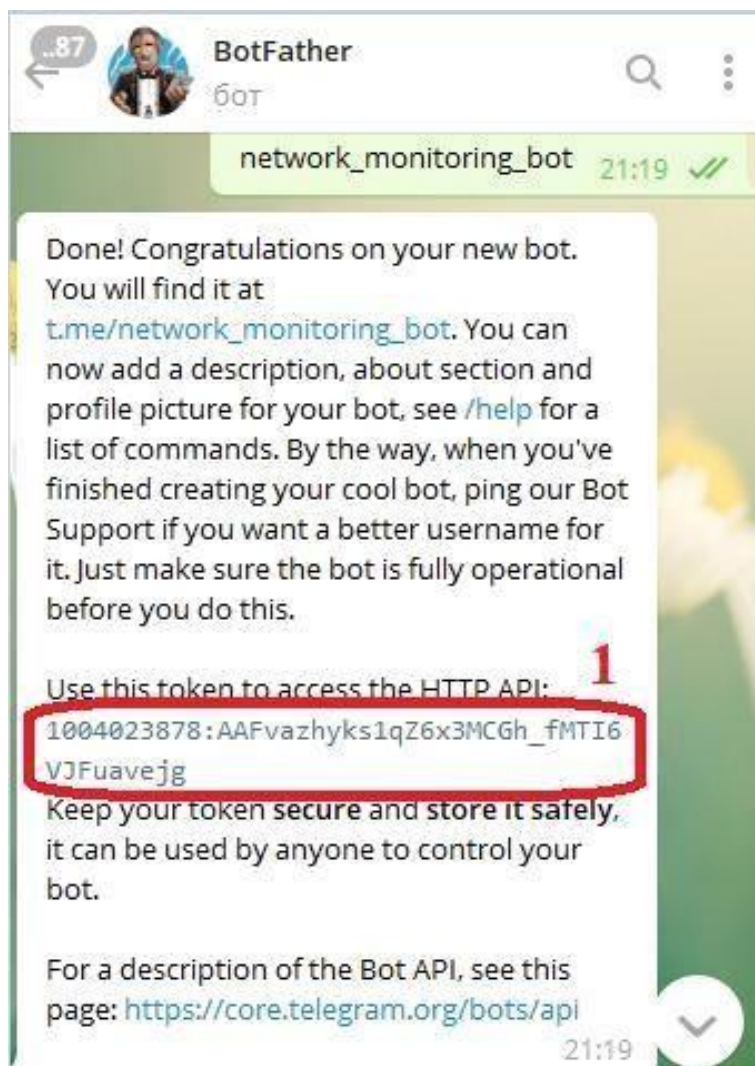 ..87
BotFather
бот
network_monitoring_bot 21:19
Done! Congratulations on your new bot.
You will find it at
t.me/network_monitoring_bot. You can
now add a description, about section and
profile picture for your bot, see /help for a
list of commands. By the way, when you've
finished creating your cool bot, ping our Bot
Support if you want a better username for
it. Just make sure the bot is fully operational
before you do this.
1
Use this token to access the HTTP API:
1004023878:AAFvazhyks1qZ6x3MCGh_fMTI6
VJFuavejg
Keep your token secure and store it safely,
it can be used by anyone to control your
bot.
For a description of the Bot API, see this
page: https://core.telegram.org/bots/api
21:19